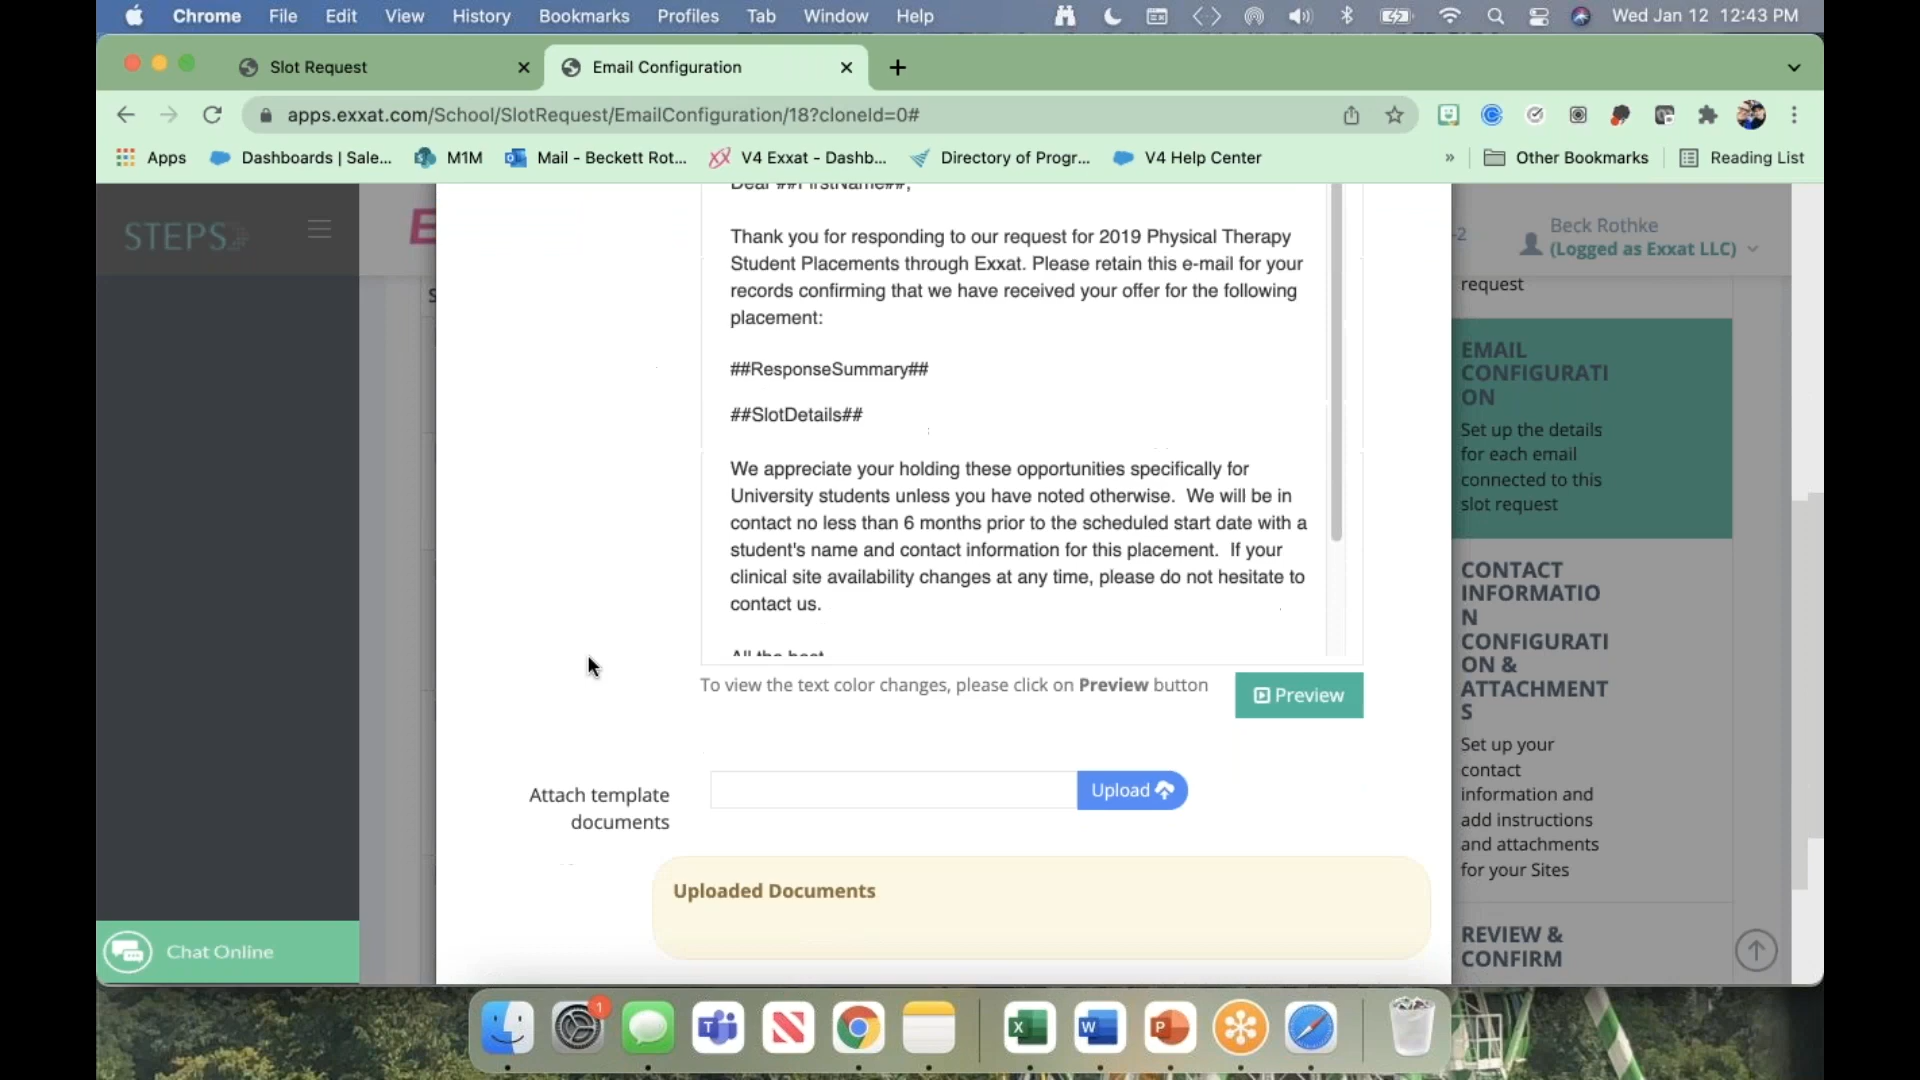 Chrome File Edit View History Bookmarks Profiles Tab Window Help Wed Jan 12 12:43 PM
Slot Request
Email Configuration
apps.exxat.com/School/SlotRequest/EmailConfiguration/18?cloneId=0#
Apps Dashboards | Sale... M1M Mail - Beckett Rot... V4 Exxat - Dashb... Directory of Progr... V4 Help Center » Other Bookmarks Reading List
STEPS
E
-2
Beck Rothke
(Logged as Exxat LLC)
Dear ##FirstName##,
Thank you for responding to our request for 2019 Physical Therapy
Student Placements through Exxat. Please retain this e-mail for your
records confirming that we have received your offer for the following
placement:
##ResponseSummary##
##SlotDetails##
We appreciate your holding these opportunities specifically for
University students unless you have noted otherwise. We will be in
contact no less than 6 months prior to the scheduled start date with a
student's name and contact information for this placement. If your
clinical site availability changes at any time, please do not hesitate to
contact us.
All the best
To view the text color changes, please click on Preview button
Preview
Attach template
documents
Upload
Uploaded Documents
request
EMAIL
CONFIGURATI
ON
Set up the details
for each email
connected to this
slot request
CONTACT
INFORMATIO
N
CONFIGURATI
ON &
ATTACHMENT
S
Set up your
contact
information and
add instructions
and attachments
for your Sites
REVIEW &
CONFIRM
Chat Online
1